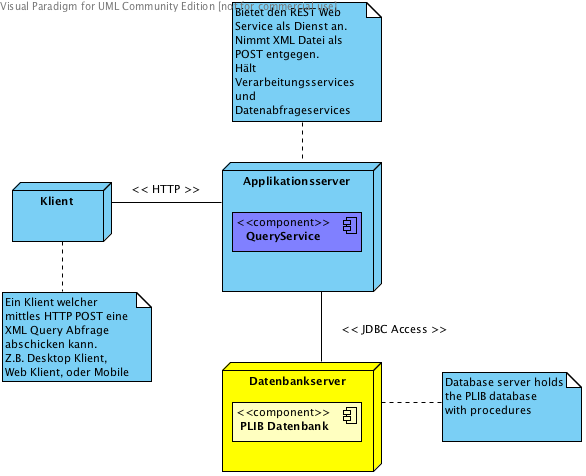 Visual Paradigm for UML Community Edition [not for commercial use]
Bietet den REST Web
Service als Dienst an.
Nimmt XML Datei als
POST entgegen.
Hält
Verarbeitungsservices
und
Datenabfrageservices
Applikationsserver
<<component>>
QueryService
<< HTTP >>
Klient
Ein Klient welcher
mittles HTTP POST eine
XML Query Abfrage
abschicken kann.
Z.B. Desktop Klient,
Web Klient, oder Mobile
<< JDBC Access >>
Datenbankserver
<<component>>
PLIB Datenbank
Database server holds
the PLIB database
with procedures